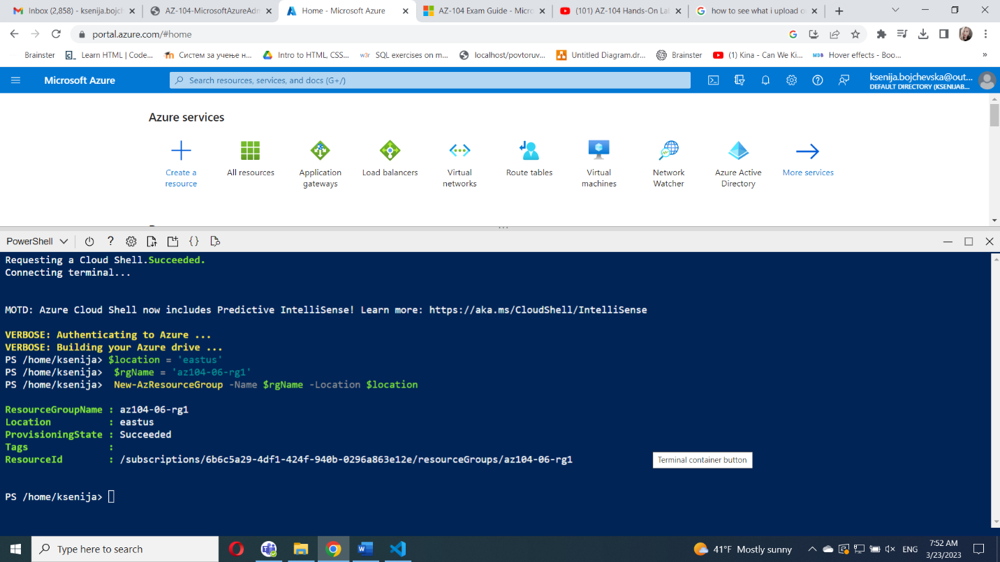 Inbox (2,858) - ksenija.bojch
AZ-104-MicrosoftAzureAdm
Home - Microsoft Azure
AZ-104 Exam Guide - Micro
(101) AZ-104 Hands-On Lab
how to see what i upload o
portal.azure.com/#home
Brainster
Learn HTML | Code...
Систем за учење н...
Intro to HTML, CSS...
w3r SQL exercises on m...
localhost/povtoruv...
Untitled Diagram.dr...
Brainster
(1) Kina - Can We Ki...
MDB Hover effects - Boo...
»
Microsoft Azure
Search resources, services, and docs (G+/)
ksenija.bojchevska@out...
DEFAULT DIRECTORY (KSENIJAB...
Azure services
Create a
resource
All resources
Application
gateways
Load balancers
Virtual
networks
Route tables
Virtual
machines
Network
Watcher
Azure Active
Directory
More services
PowerShell
Requesting a Cloud Shell.Succeeded.
Connecting terminal...
MOTD: Azure Cloud Shell now includes Predictive IntelliSense! Learn more: https://aka.ms/CloudShell/IntelliSense
VERBOSE: Authenticating to Azure ...
VERBOSE: Building your Azure drive ...
PS /home/ksenija> $location = 'eastus'
PS /home/ksenija>  $rgName = 'az104-06-rg1'
PS /home/ksenija>  New-AzResourceGroup -Name $rgName -Location $location
ResourceGroupName : az104-06-rg1
Location          : eastus
ProvisioningState : Succeeded
Tags              :
ResourceId        : /subscriptions/6b6c5a29-4df1-424f-940b-0296a863e12e/resourceGroups/az104-06-rg1
Terminal container button
PS /home/ksenija>
Type here to search
41°F Mostly sunny
ENG
7:52 AM
3/23/2023